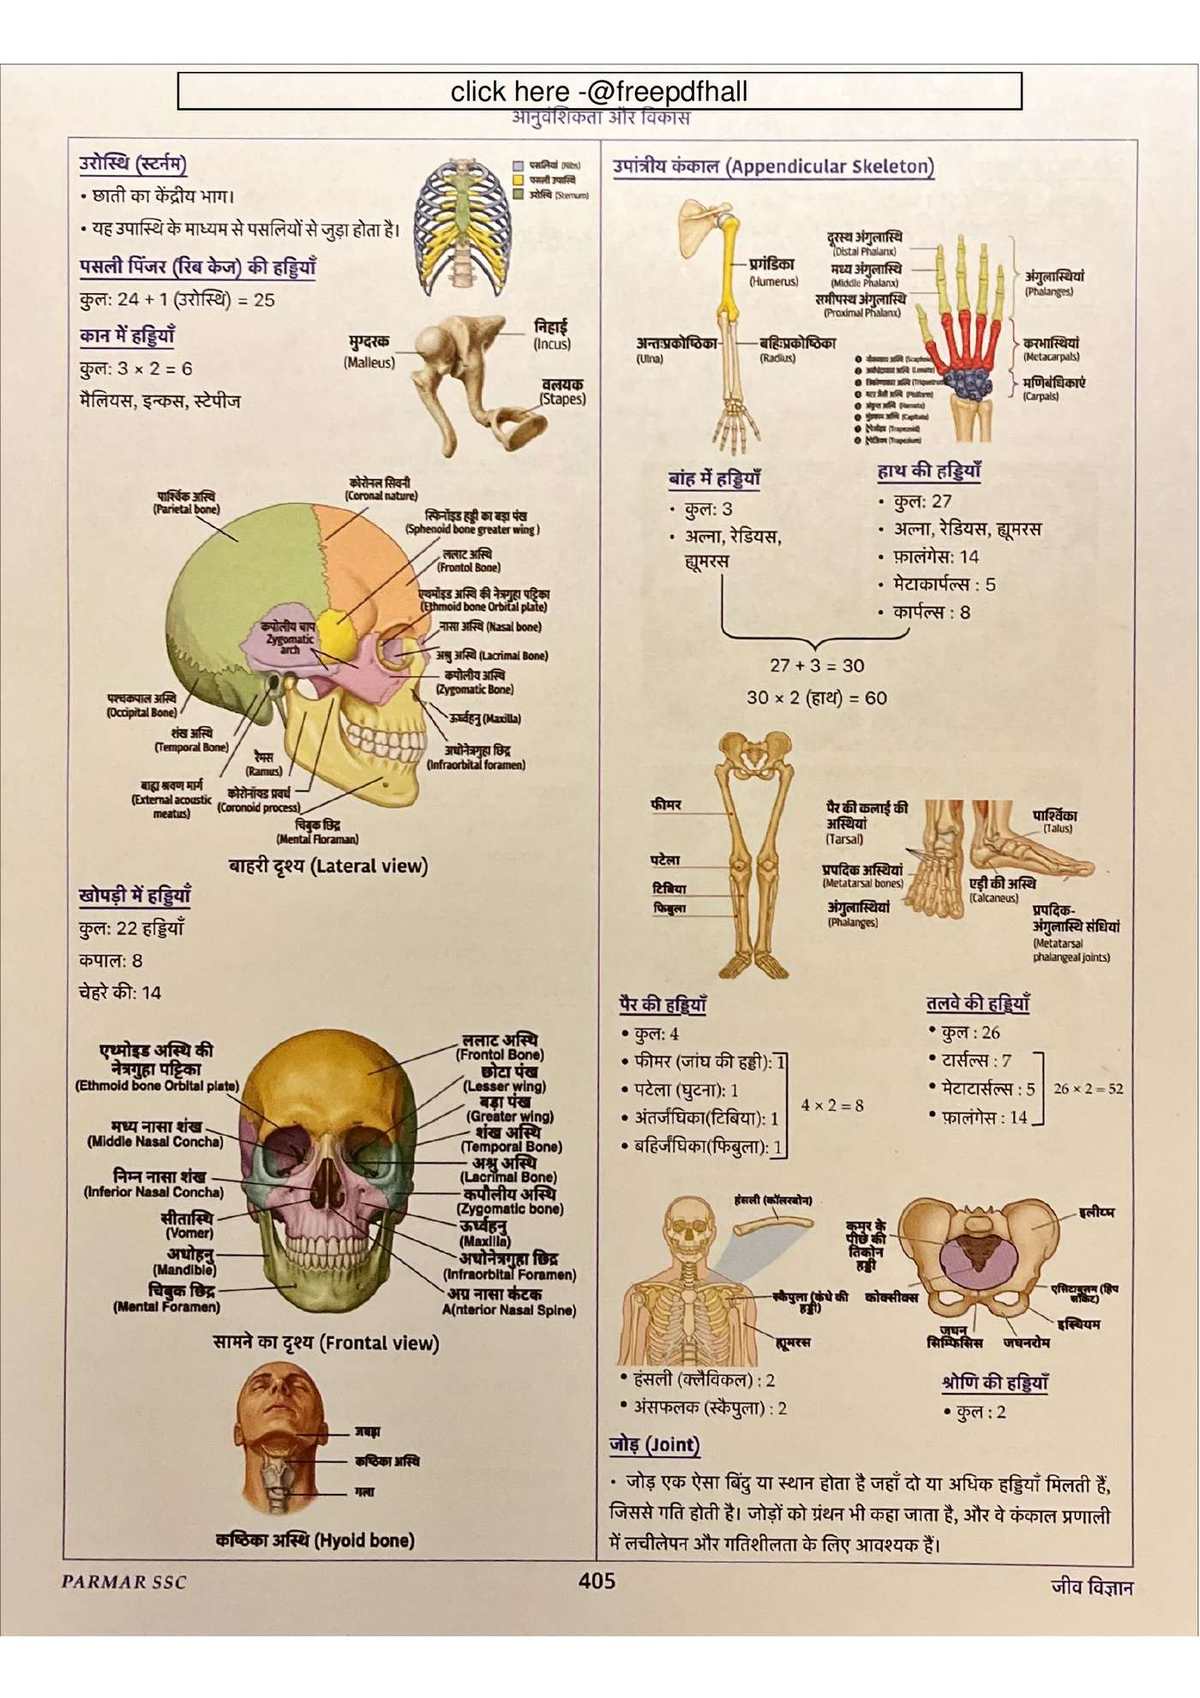 click here -@freepdfhall
आनुवंशिकता और विकास
उरोस्थि (स्टर्नम)
• छाती का केंद्रीय भाग।
• यह उपास्थि के माध्यम से पसलियों से जुड़ा होता है।
पसलियां (Ribs)
पसली उपास्थि
उरोस्थि (Sternum)
पसली पिंजर (रिब केज) की हड्डियाँ
कुल: 24 + 1 (उरोस्थि) = 25
कान में हड्डियाँ
कुल: 3 × 2 = 6
मैलियस, इन्कस, स्टेपीज
मुग्दरक
(Malleus)
निहाई
(Incus)
वलयक
(Stapes)
पार्श्विक अस्थि
(Parietal bone)
कोरोनल सिवनी
(Coronal nature)
स्फिनॉइड हड्डी का बड़ा पंख
(Sphenoid bone greater wing )
ललाट अस्थि
(Frontol Bone)
एथमॉइड अस्थि की नेत्रगुहा पट्टिका
(Ethmoid bone Orbital plate)
नासा अस्थि (Nasal bone)
अश्रु अस्थि (Lacrimal Bone)
कपोलीय अस्थि
(Zygomatic Bone)
ऊर्ध्वहनु (Maxilla)
अधोनेत्रगुहा छिद्र
(Infraorbital foramen)
कपोलीय चाप
Zygomatic
arch
पश्चकपाल अस्थि
(Occipital Bone)
शंख अस्थि
(Temporal Bone)
रैमस
(Ramus)
बाह्य श्रवण मार्ग
(External acoustic
meatus)
कोरोनॉयड प्रवर्ध
(Coronoid process)
चिबुक छिद्र
(Mental Floraman)
बाहरी दृश्य (Lateral view)
खोपड़ी में हड्डियाँ
कुल: 22 हड्डियाँ
कपाल: 8
चेहरे की: 14
एथ्मोइड अस्थि की
नेत्रगुहा पट्टिका
(Ethmoid bone Orbital plate)
मध्य नासा शंख
(Middle Nasal Concha)
निम्न नासा शंख
(Inferior Nasal Concha)
सीतास्थि
(Vomer)
अधोहनु
(Mandible)
चिबुक छिद्र
(Mental Foramen)
ललाट अस्थि
(Frontol Bone)
छोटा पंख
(Lesser wing)
बड़ा पंख
(Greater wing)
शंख अस्थि
(Temporal Bone)
अश्रु अस्थि
(Lacrimal Bone)
कपौलीय अस्थि
(Zygomatic bone)
ऊर्ध्वहनु
(Maxilla)
अधोनेत्रगुहा छिद्र
(Infraorbital Foramen)
अग्र नासा कंटक
A(nterior Nasal Spine)
सामने का दृश्य (Frontal view)
जबड़ा
कष्ठिका अस्थि
गला
कष्ठिका अस्थि (Hyoid bone)
उपांत्रीय कंकाल (Appendicular Skeleton)
प्रगंडिका
(Humerus)
अन्तःप्रकोष्ठिका
(Ulna)
बहिःप्रकोष्ठिका
(Radius)
दूरस्थ अंगुलास्थि
(Distal Phalanx)
मध्य अंगुलास्थि
(Middle Phalanx)
समीपस्थ अंगुलास्थि
(Proximal Phalanx)
अंगुलास्थियां
(Phalanges)
करभास्थियां
(Metacarpals)
मणिबंधिकाएं
(Carpals)
बांह में हड्डियाँ
• कुल: 3
• अल्ना, रेडियस,
ह्यूमरस
हाथ की हड्डियाँ
• कुल: 27
• अल्ना, रेडियस, ह्यूमरस
• फ़ालंगेस: 14
• मेटाकार्पल्स : 5
• कार्पल्स : 8
27 + 3 = 30
30 × 2 (हाथ) = 60
फीमर
पटेला
टिबिया
फिबुला
पैर की कलाई की
अस्थियां
(Tarsal)
प्रपदिक अस्थियां
(Metatarsal bones)
अंगुलास्थियां
(Phalanges)
पार्श्विका
(Talus)
एड़ी की अस्थि
(Calcaneus)
प्रपदिक-
अंगुलास्थि संधियां
(Metatarsal
phalangeal joints)
पैर की हड्डियाँ
• कुल: 4
• फीमर (जांघ की हड्डी): 1
• पटेला (घुटना): 1
• अंतर्जंघिका(टिबिया): 1
• बहिर्जंघिका(फिबुला): 1
4 × 2 = 8
तलवे की हड्डियाँ
• कुल : 26
• टार्सल्स : 7
• मेटाटार्सल्स : 5
• फ़ालंगेस : 14
26 × 2 = 52
हंसली (कॉलरबोन)
स्कैपुला (कंधे की
हड्डी)
ह्यूमरस
कमर के
पीछे की
तिकोन
हड्डी
कोक्सीक्स
इलीय्म
एसिटाबुलम (हिप
सॉकेट)
इस्थियम
जघन
सिम्फिसिस
जघनरोम
• हंसली (क्लैविकल) : 2
• अंसफलक (स्कैपुला) : 2
श्रोणि की हड्डियाँ
• कुल : 2
जोड़ (Joint)
• जोड़ एक ऐसा बिंदु या स्थान होता है जहाँ दो या अधिक हड्डियाँ मिलती हैं,
जिससे गति होती है। जोड़ों को ग्रंथन भी कहा जाता है, और वे कंकाल प्रणाली
में लचीलेपन और गतिशीलता के लिए आवश्यक हैं।
PARMAR SSC
405
जीव विज्ञान